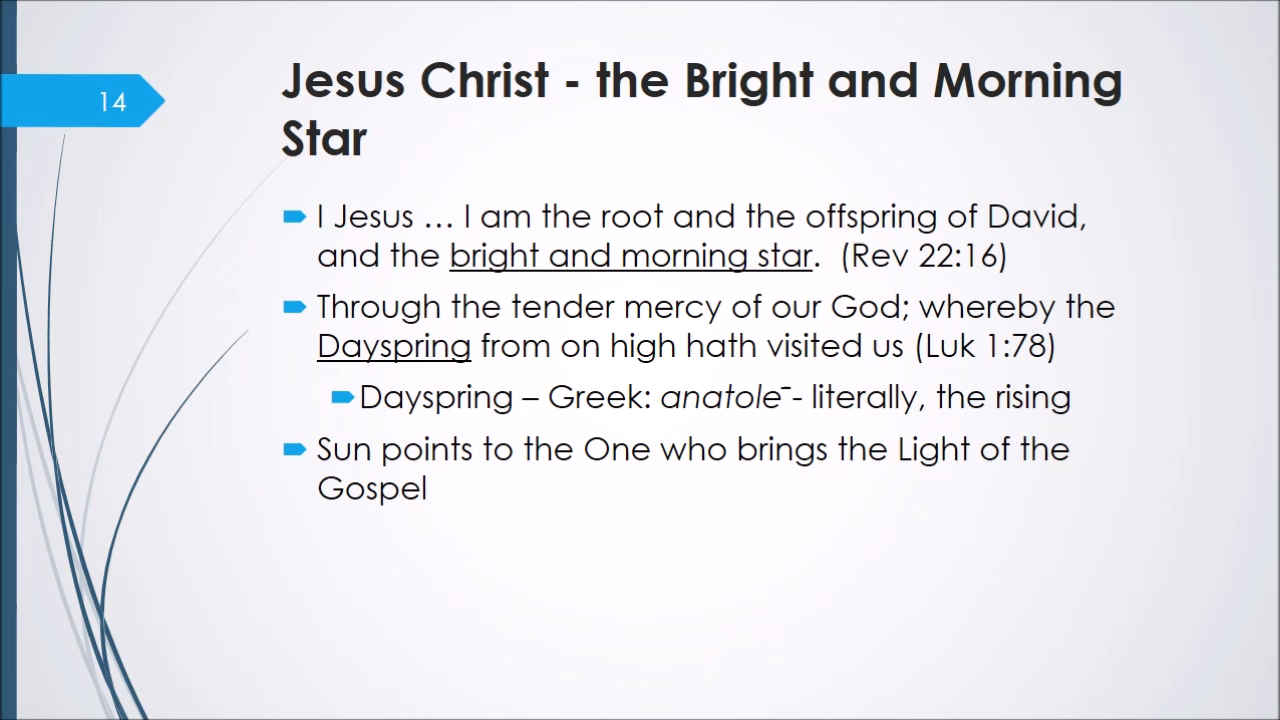 14
Jesus Christ - the Bright and Morning
Star
I Jesus … I am the root and the offspring of David,
and the bright and morning star.  (Rev 22:16)
Through the tender mercy of our God; whereby the
Dayspring from on high hath visited us (Luk 1:78)
Dayspring – Greek: anatole¯- literally, the rising
Sun points to the One who brings the Light of the
Gospel